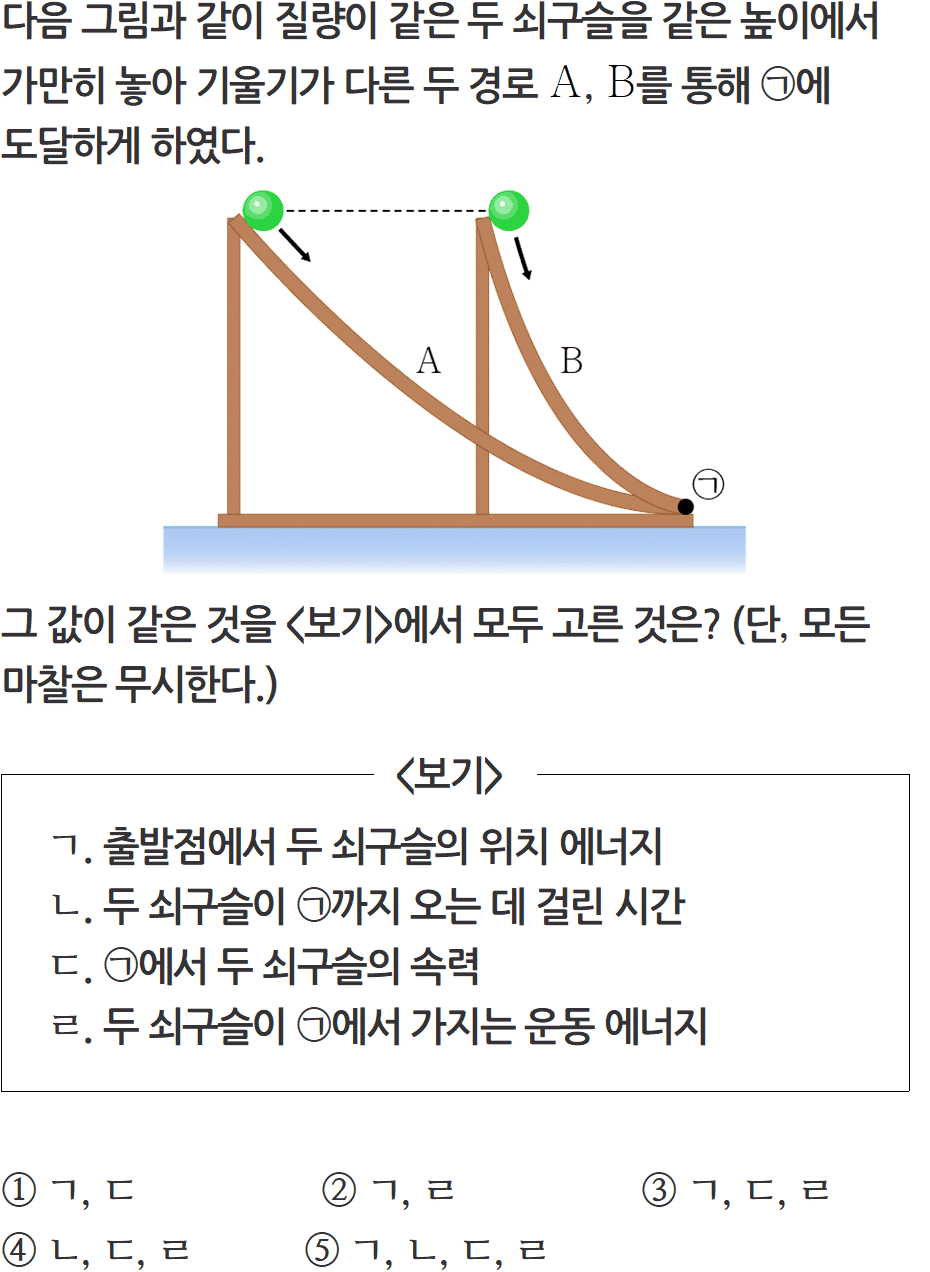 다음 그림과 같이 질량이 같은 두 쇠구슬을 같은 높이에서
가만히 놓아 기울기가 다른 두 경로 A, B를 통해 ㉠에
도달하게 하였다.
A
B
㉠
그 값이 같은 것을 <보기>에서 모두 고른 것은? (단, 모든
마찰은 무시한다.)
<보기>
ㄱ. 출발점에서 두 쇠구슬의 위치 에너지
ㄴ. 두 쇠구슬이 ㉠까지 오는 데 걸린 시간
ㄷ. ㉠에서 두 쇠구슬의 속력
ㄹ. 두 쇠구슬이 ㉠에서 가지는 운동 에너지
① ㄱ, ㄷ ② ㄱ, ㄹ ③ ㄱ, ㄷ, ㄹ
④ ㄴ, ㄷ, ㄹ ⑤ ㄱ, ㄴ, ㄷ, ㄹ